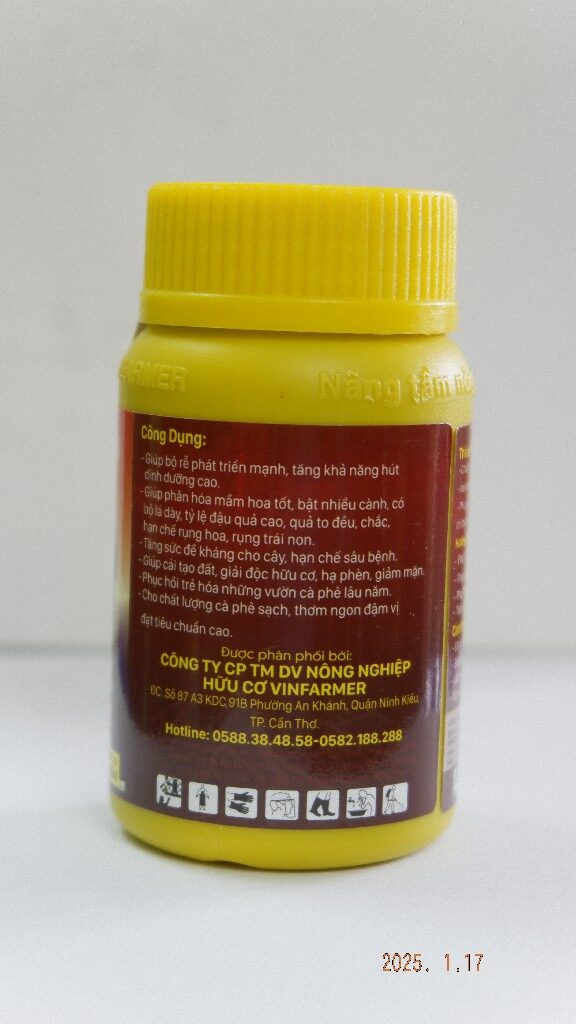 FARMER
Nâng tầm
Công Dụng:
- Giúp bộ rễ phát triển mạnh, tăng khả năng hút
dinh dưỡng cao.
- Giúp phân hóa mầm hoa tốt, bật nhiều cành, có
bộ lá dày, tỷ lệ đậu quả cao, quả to đều, chắc,
hạn chế rụng hoa, rụng trái non.
- Tăng sức đề kháng cho cây, hạn chế sâu bệnh.
- Giúp cải tạo đất, giải độc hữu cơ, hạ phèn, giảm mặn.
- Phục hồi trẻ hóa những vườn cà phê lâu năm.
- Cho chất lượng cà phê sạch, thơm ngon đậm vị
đạt tiêu chuẩn cao.
Được phân phối bởi:
CÔNG TY CP TM DV NÔNG NGHIỆP
HỮU CƠ VINFARMER
ĐC: Số 87 A3 KDC 91B Phường An Khánh, Quận Ninh Kiều,
TP. Cần Thơ.
Hotline: 0588.38.48.58-0582.188.288
2025. 1.17